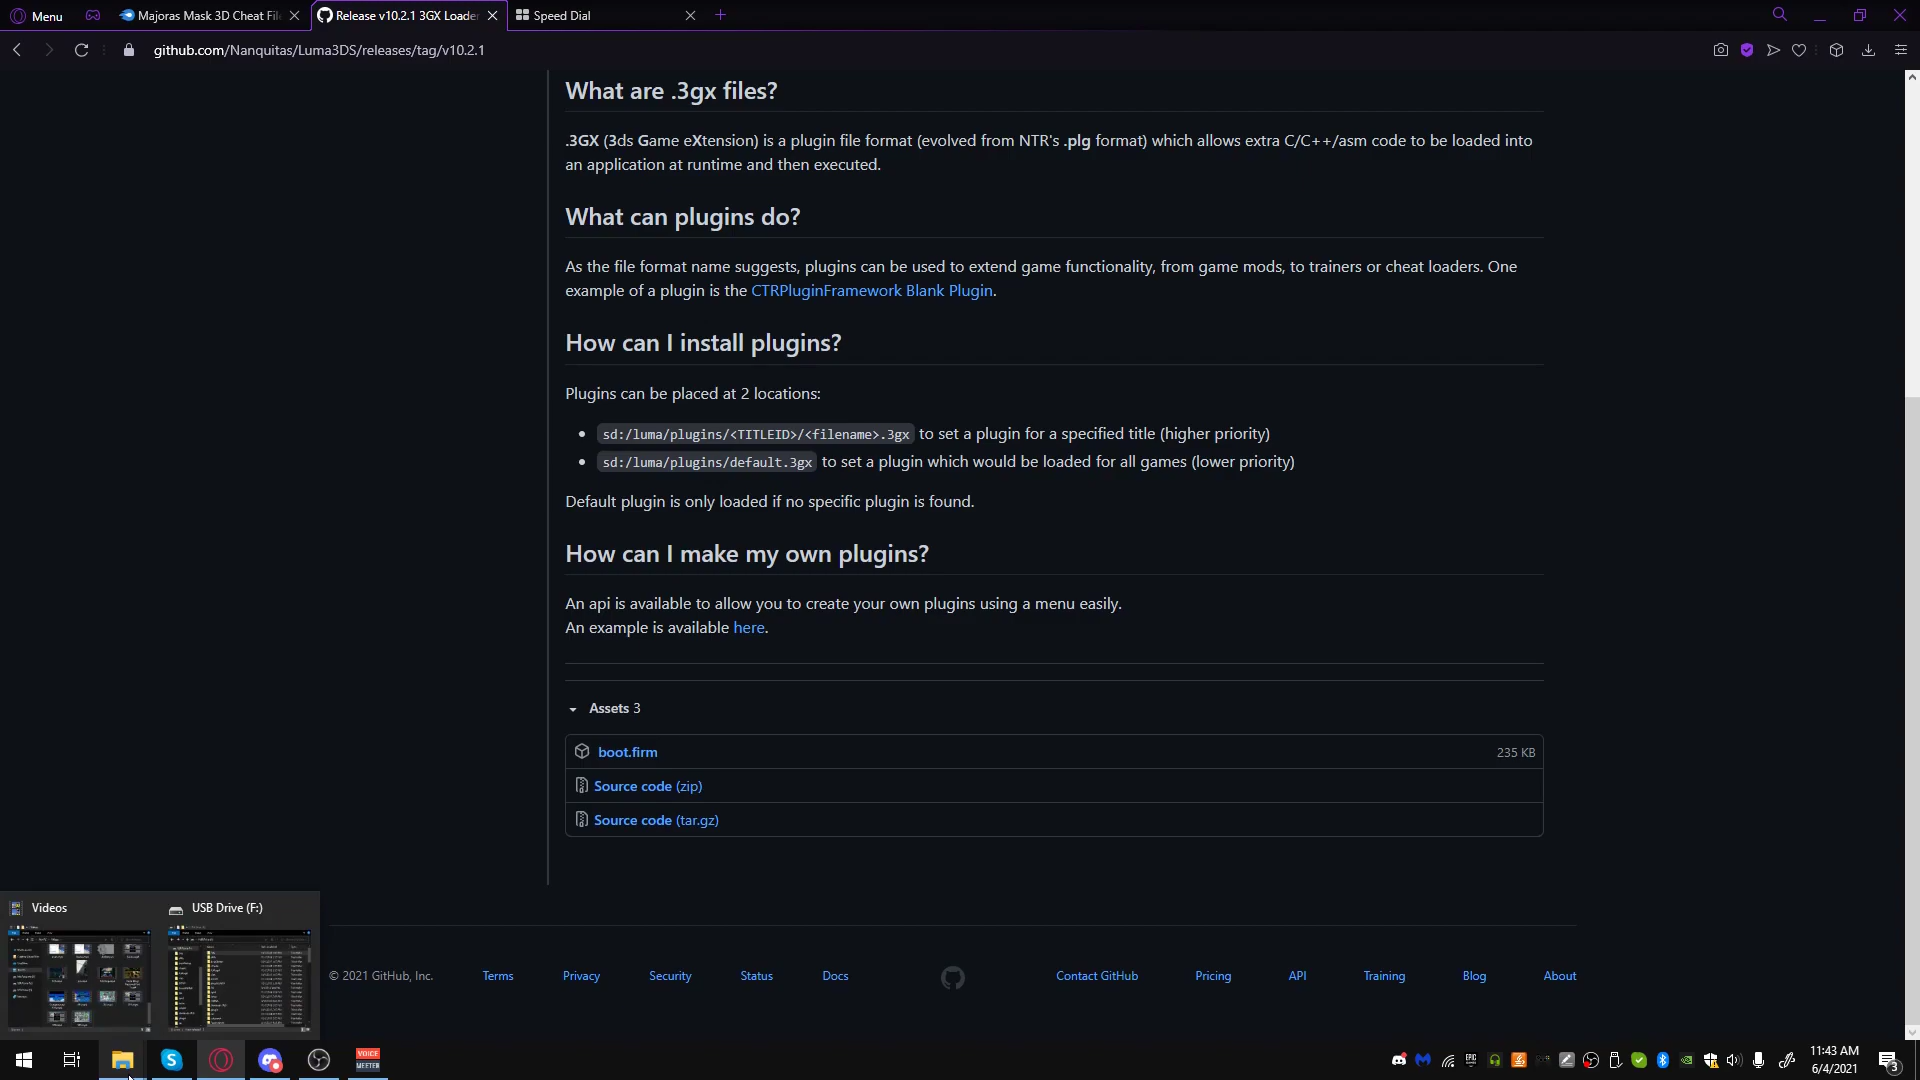 Menu
Majoras Mask 3D Cheat Fil
Release v10.2.1 3GX Loader
Speed Dial
github.com/Nanquitas/Luma3DS/releases/tag/v10.2.1
What are .3gx files?
.3GX (3ds Game eXtension) is a plugin file format (evolved from NTR's .plg format) which allows extra C/C++/asm code to be loaded into
an application at runtime and then executed.
What can plugins do?
As the file format name suggests, plugins can be used to extend game functionality, from game mods, to trainers or cheat loaders. One
example of a plugin is the CTRPluginFramework Blank Plugin.
How can I install plugins?
Plugins can be placed at 2 locations:
sd:/luma/plugins/<TITLEID>/<filename>.3gx to set a plugin for a specified title (higher priority)
sd:/luma/plugins/default.3gx to set a plugin which would be loaded for all games (lower priority)
Default plugin is only loaded if no specific plugin is found.
How can I make my own plugins?
An api is available to allow you to create your own plugins using a menu easily.
An example is available here.
Assets 3
boot.firm 235 KB
Source code (zip)
Source code (tar.gz)
Videos
USB Drive (F:)
© 2021 GitHub, Inc. Terms Privacy Security Status Docs Contact GitHub Pricing API Training Blog About
VOICE
MEETER
EPIC
11:43 AM
6/4/2021
3